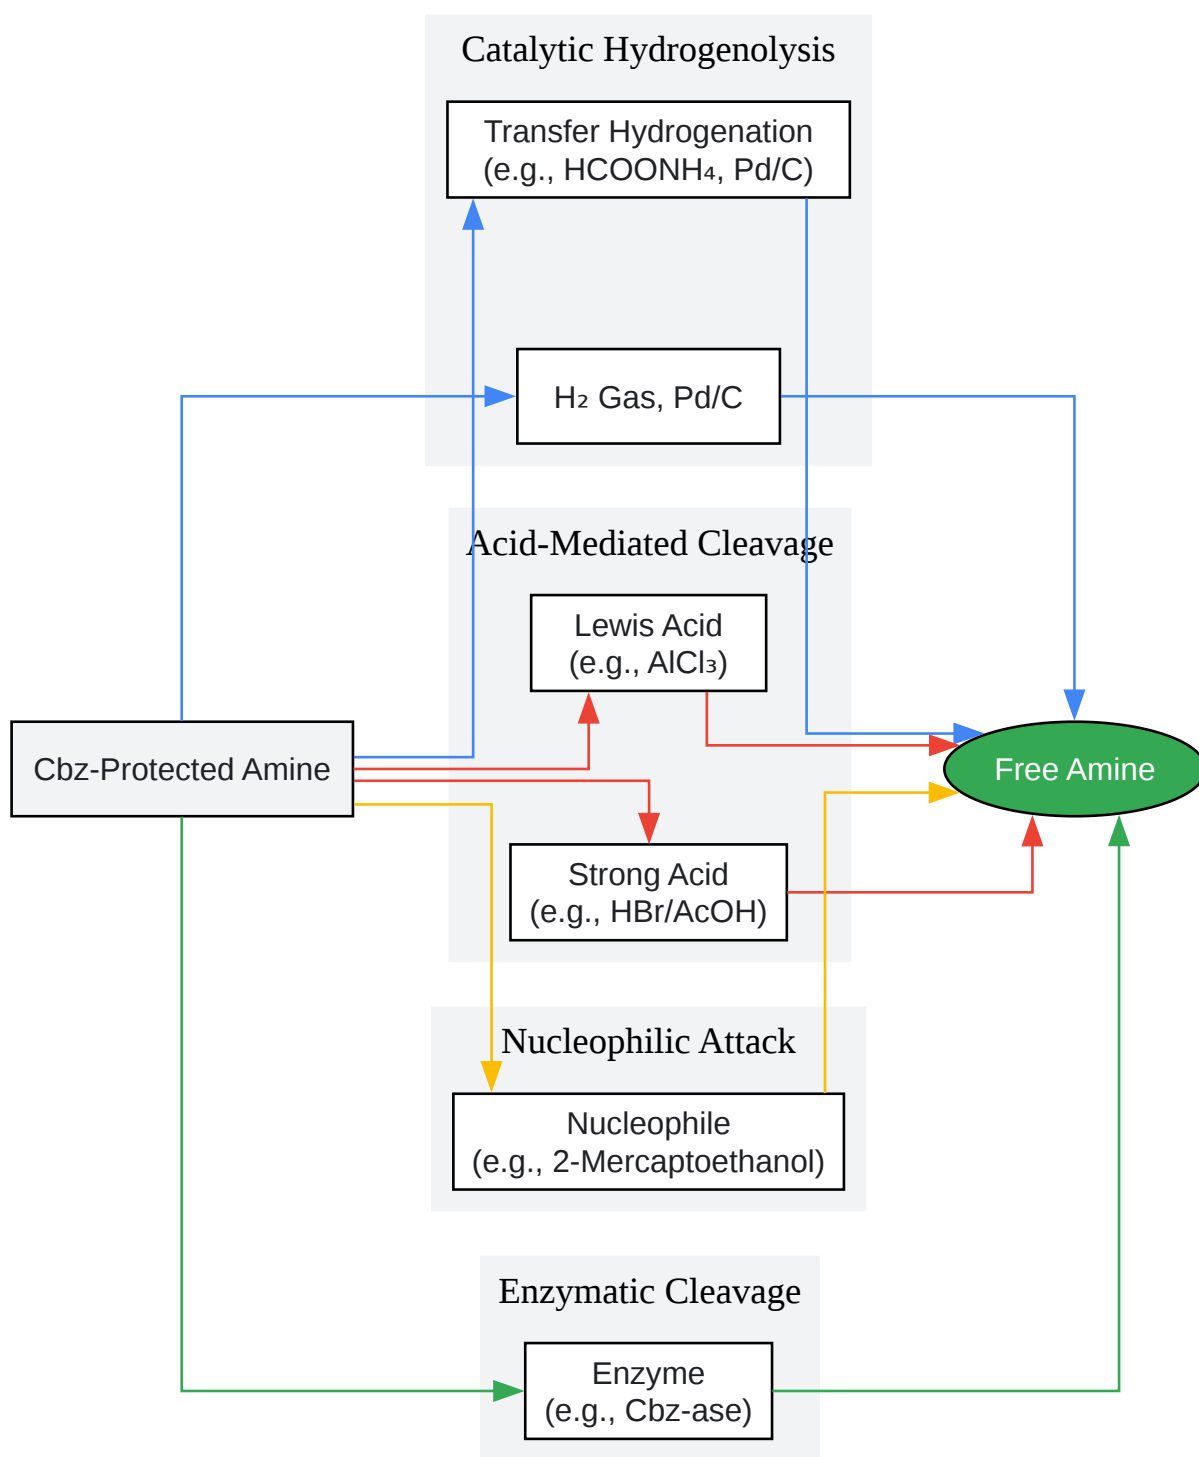 Catalytic Hydrogenolysis
Transfer Hydrogenation
(e.g., HCOONH₄, Pd/C)
H₂ Gas, Pd/C
Acid-Mediated Cleavage
Lewis Acid
(e.g., AlCl₃)
Cbz-Protected Amine
Free Amine
Strong Acid
(e.g., HBr/AcOH)
Nucleophilic Attack
Nucleophile
(e.g., 2-Mercaptoethanol)
Enzymatic Cleavage
Enzyme
(e.g., Cbz-ase)